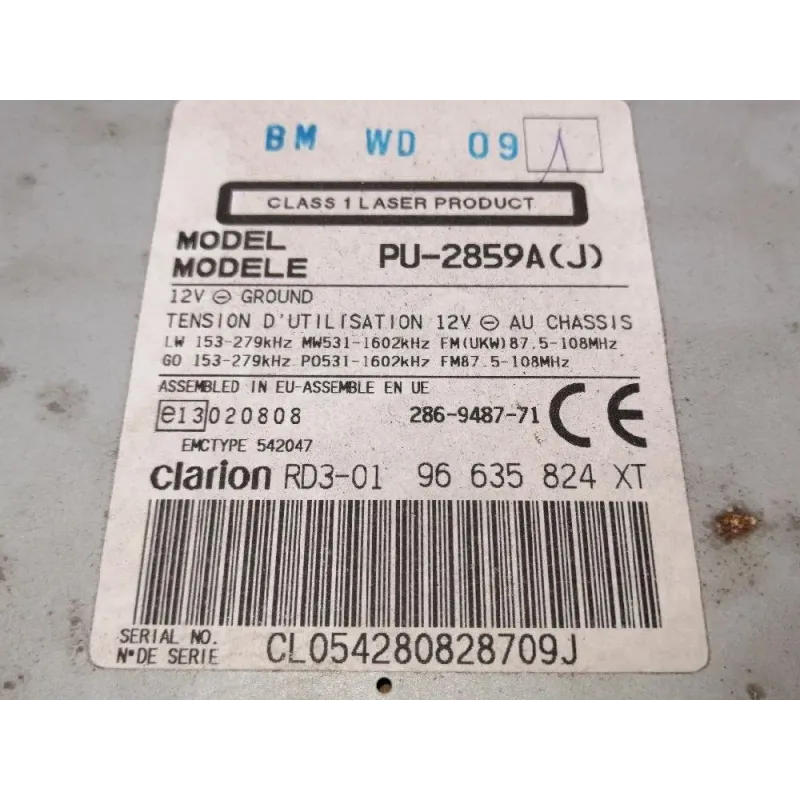 BM WD 09 1
CLASS 1 LASER PRODUCT
MODEL
MODELE PU-2859A(J)
12V ⊖ GROUND
TENSION D'UTILISATION 12V ⊖ AU CHASSIS
LW 153-279kHz MW531-1602kHz FM(UKW)87.5-108MHz
GO 153-279kHz PO531-1602kHz FM87.5-108MHz
ASSEMBLED IN EU-ASSEMBLE EN UE
e13 020808 286-9487-71 CE
EMCTYPE 542047
clarion RD3-01 96 635 824 XT
SERIAL NO.
N° DE SERIE CL054280828709J